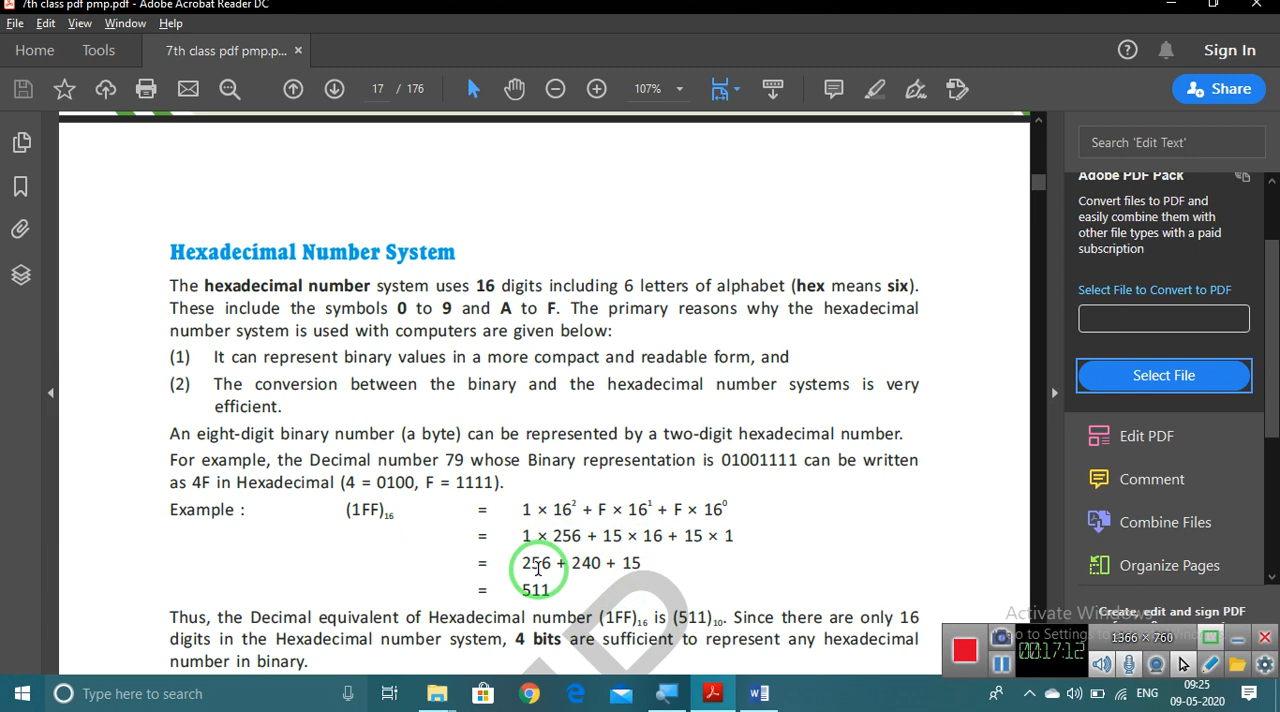 7th class pdf pmp.pdf - Adobe Acrobat Reader DC
File Edit View Window Help
Home Tools 7th class pdf pmp.p... × Sign In
17 / 176 107% Share
Search 'Edit Text'
Adobe PDF Pack
Convert files to PDF and
easily combine them with
other file types with a paid
subscription
Select File to Convert to PDF
Select File
Edit PDF
Comment
Combine Files
Organize Pages
Create, edit and sign PDF
Hexadecimal Number System
The hexadecimal number system uses 16 digits including 6 letters of alphabet (hex means six).
These include the symbols 0 to 9 and A to F. The primary reasons why the hexadecimal
number system is used with computers are given below:
(1) It can represent binary values in a more compact and readable form, and
(2) The conversion between the binary and the hexadecimal number systems is very
efficient.
An eight-digit binary number (a byte) can be represented by a two-digit hexadecimal number.
For example, the Decimal number 79 whose Binary representation is 01001111 can be written
as 4F in Hexadecimal (4 = 0100, F = 1111).
Example : (1FF)₁₆ = 1 × 16² + F × 16¹ + F × 16⁰
= 1 × 256 + 15 × 16 + 15 × 1
= 256 + 240 + 15
= 511
Thus, the Decimal equivalent of Hexadecimal number (1FF)₁₆ is (511)₁₀. Since there are only 16
digits in the Hexadecimal number system, 4 bits are sufficient to represent any hexadecimal
number in binary.
Activate Windows
Go to Settings to
1366 × 760
00:17:12
Type here to search
ENG
09:25
09-05-2020